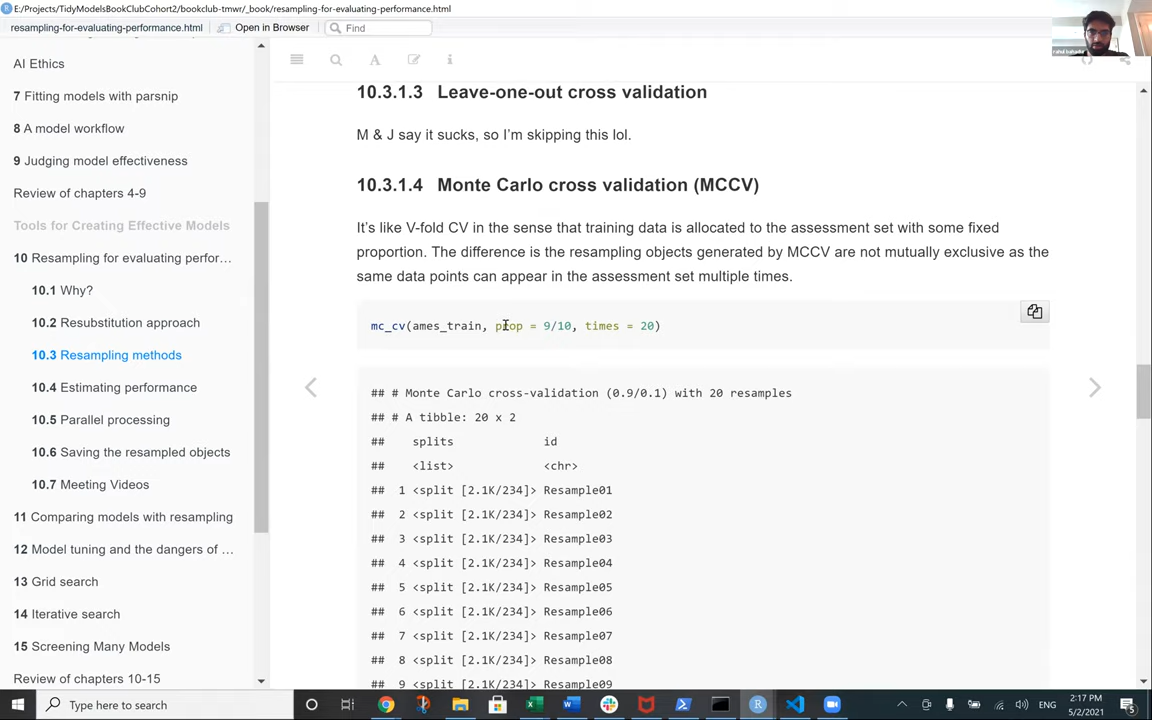 E:/Projects/TidyModelsBookClubCohort2/bookclub-tmwr/_book/resampling-for-evaluating-performance.html
resampling-for-evaluating-performance.html
Open in Browser
Find
AI Ethics
7 Fitting models with parsnip
8 A model workflow
9 Judging model effectiveness
Review of chapters 4-9
Tools for Creating Effective Models
10 Resampling for evaluating perfor…
10.1 Why?
10.2 Resubstitution approach
10.3 Resampling methods
10.4 Estimating performance
10.5 Parallel processing
10.6 Saving the resampled objects
10.7 Meeting Videos
11 Comparing models with resampling
12 Model tuning and the dangers of …
13 Grid search
14 Iterative search
15 Screening Many Models
Review of chapters 10-15
10.3.1.3 Leave-one-out cross validation
M & J say it sucks, so I'm skipping this lol.
10.3.1.4 Monte Carlo cross validation (MCCV)
It's like V-fold CV in the sense that training data is allocated to the assessment set with some fixed
proportion. The difference is the resampling objects generated by MCCV are not mutually exclusive as the
same data points can appear in the assessment set multiple times.
mc_cv(ames_train, prop = 9/10, times = 20)
## # Monte Carlo cross-validation (0.9/0.1) with 20 resamples
## # A tibble: 20 x 2
## splits id
## <list> <chr>
## 1 <split [2.1K/234]> Resample01
## 2 <split [2.1K/234]> Resample02
## 3 <split [2.1K/234]> Resample03
## 4 <split [2.1K/234]> Resample04
## 5 <split [2.1K/234]> Resample05
## 6 <split [2.1K/234]> Resample06
## 7 <split [2.1K/234]> Resample07
## 8 <split [2.1K/234]> Resample08
## 9 <split [2.1K/234]> Resample09
Type here to search
ENG
2:17 PM
5/2/2021